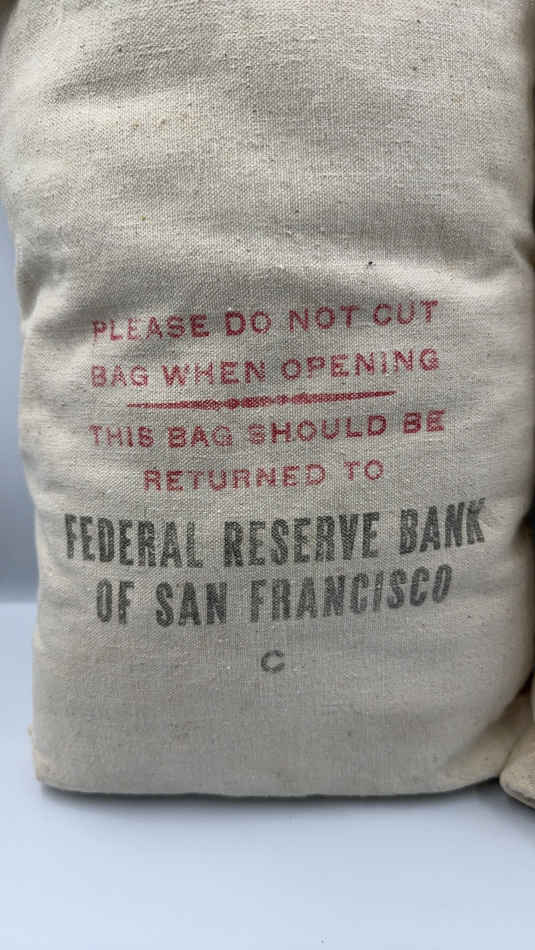 PLEASE DO NOT CUT
BAG WHEN OPENING
THIS BAG SHOULD BE
RETURNED TO
FEDERAL RESERVE BANK
OF SAN FRANCISCO
C